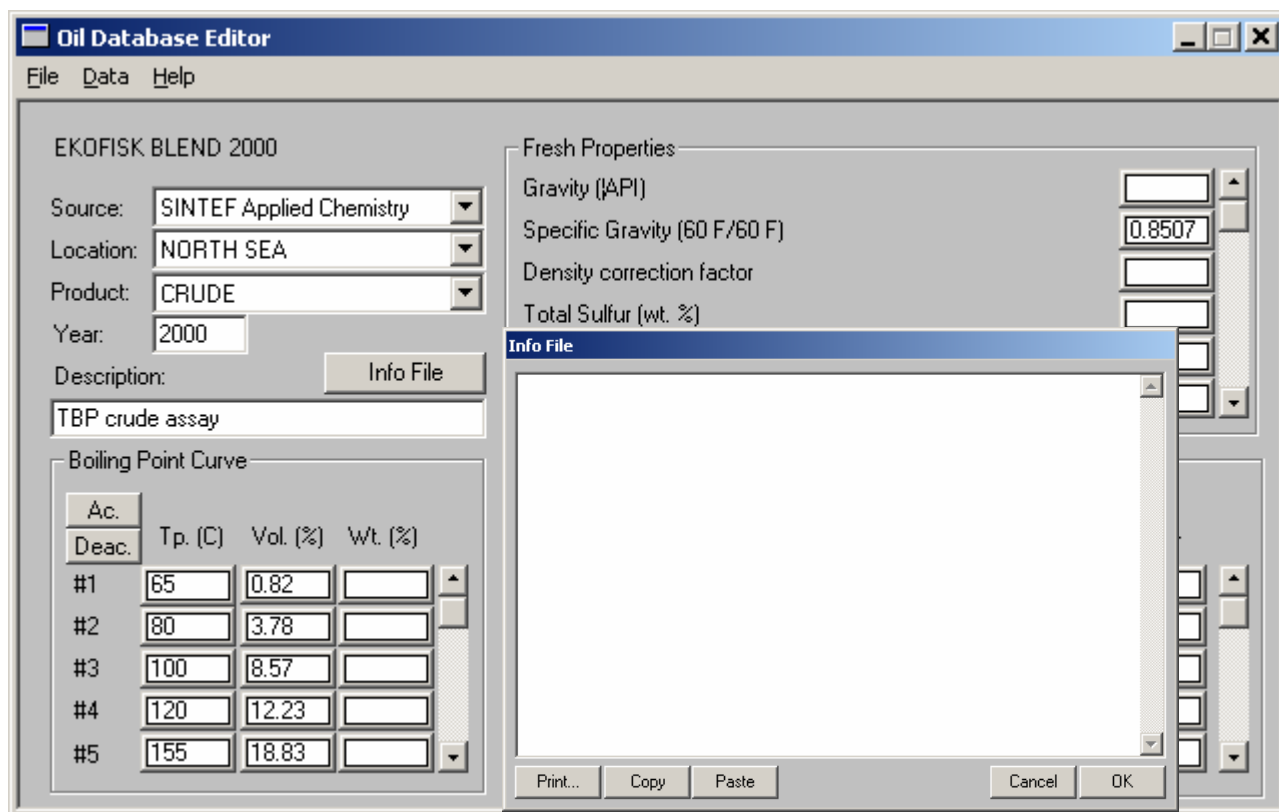 Oil Database Editor
File Data Help
EKOFISK BLEND 2000
Source: SINTEF Applied Chemistry
Location: NORTH SEA
Product: CRUDE
Year: 2000
Description: Info File
TBP crude assay
Fresh Properties
Gravity (|API)
Specific Gravity (60 F/60 F) 0.8507
Density correction factor
Total Sulfur (wt. %)
Boiling Point Curve
Ac.
Deac.
Tp. (C) Vol. (%) Wt. (%)
#1 65 0.82
#2 80 3.78
#3 100 8.57
#4 120 12.23
#5 155 18.83
Info File
Print... Copy Paste Cancel OK